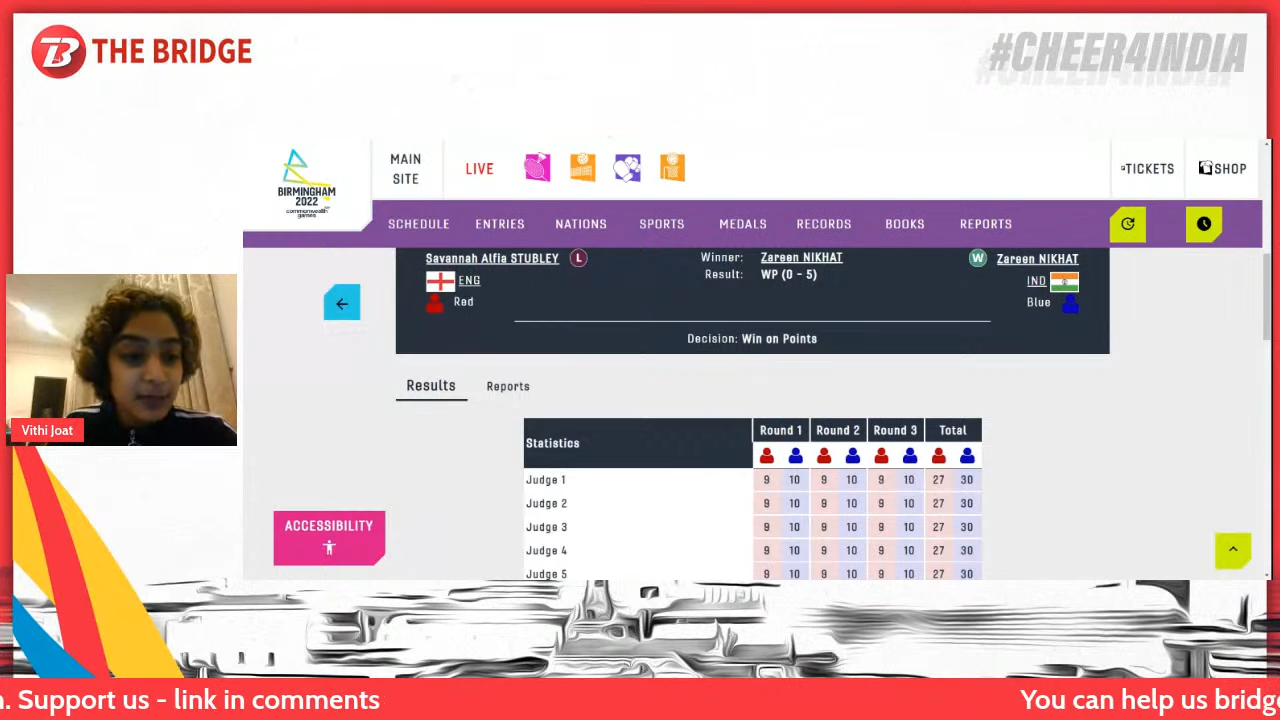 THE BRIDGE
#CHEER4INDIA
BIRMINGHAM
2022
commonwealth
games
MAIN
SITE
LIVE
TICKETS
SHOP
SCHEDULE ENTRIES NATIONS SPORTS MEDALS RECORDS BOOKS REPORTS
Savannah Alfia STUBLEY L
Winner: Zareen NIKHAT
W Zareen NIKHAT
ENG
Result: WP (0 - 5)
IND
Red
Blue
Decision: Win on Points
Results Reports
Statistics Round 1 Round 2 Round 3 Total
Judge 1 9 10 9 10 9 10 27 30
Judge 2 9 10 9 10 9 10 27 30
Judge 3 9 10 9 10 9 10 27 30
Judge 4 9 10 9 10 9 10 27 30
Judge 5 9 10 9 10 9 10 27 30
Vithi Joat
ACCESSIBILITY
. Support us - link in comments
You can help us bridge